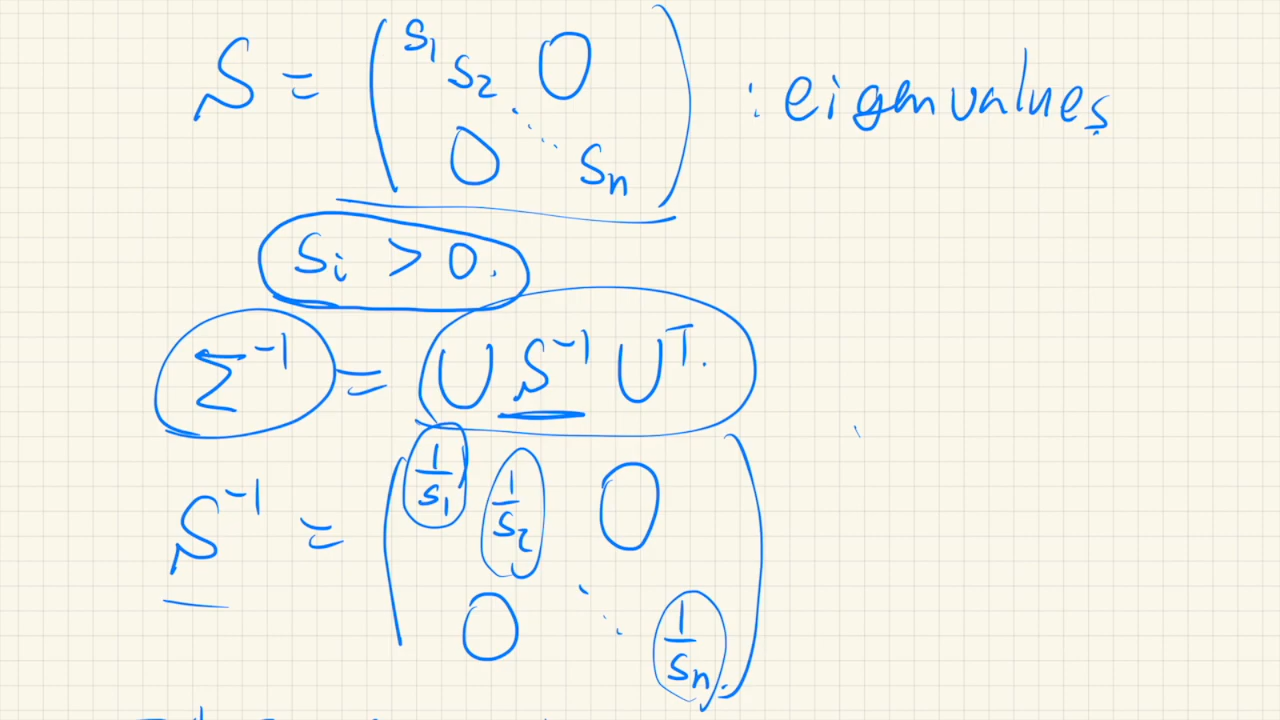 S = ( s₁ s₂ 0 ⋱ 0 sₙ ) : eigenvalues
sᵢ > 0.
Σ⁻¹ = U S⁻¹ Uᵀ.
S⁻¹ = ( 1/s₁ 1/s₂ 0 0 ⋱ 1/sₙ )